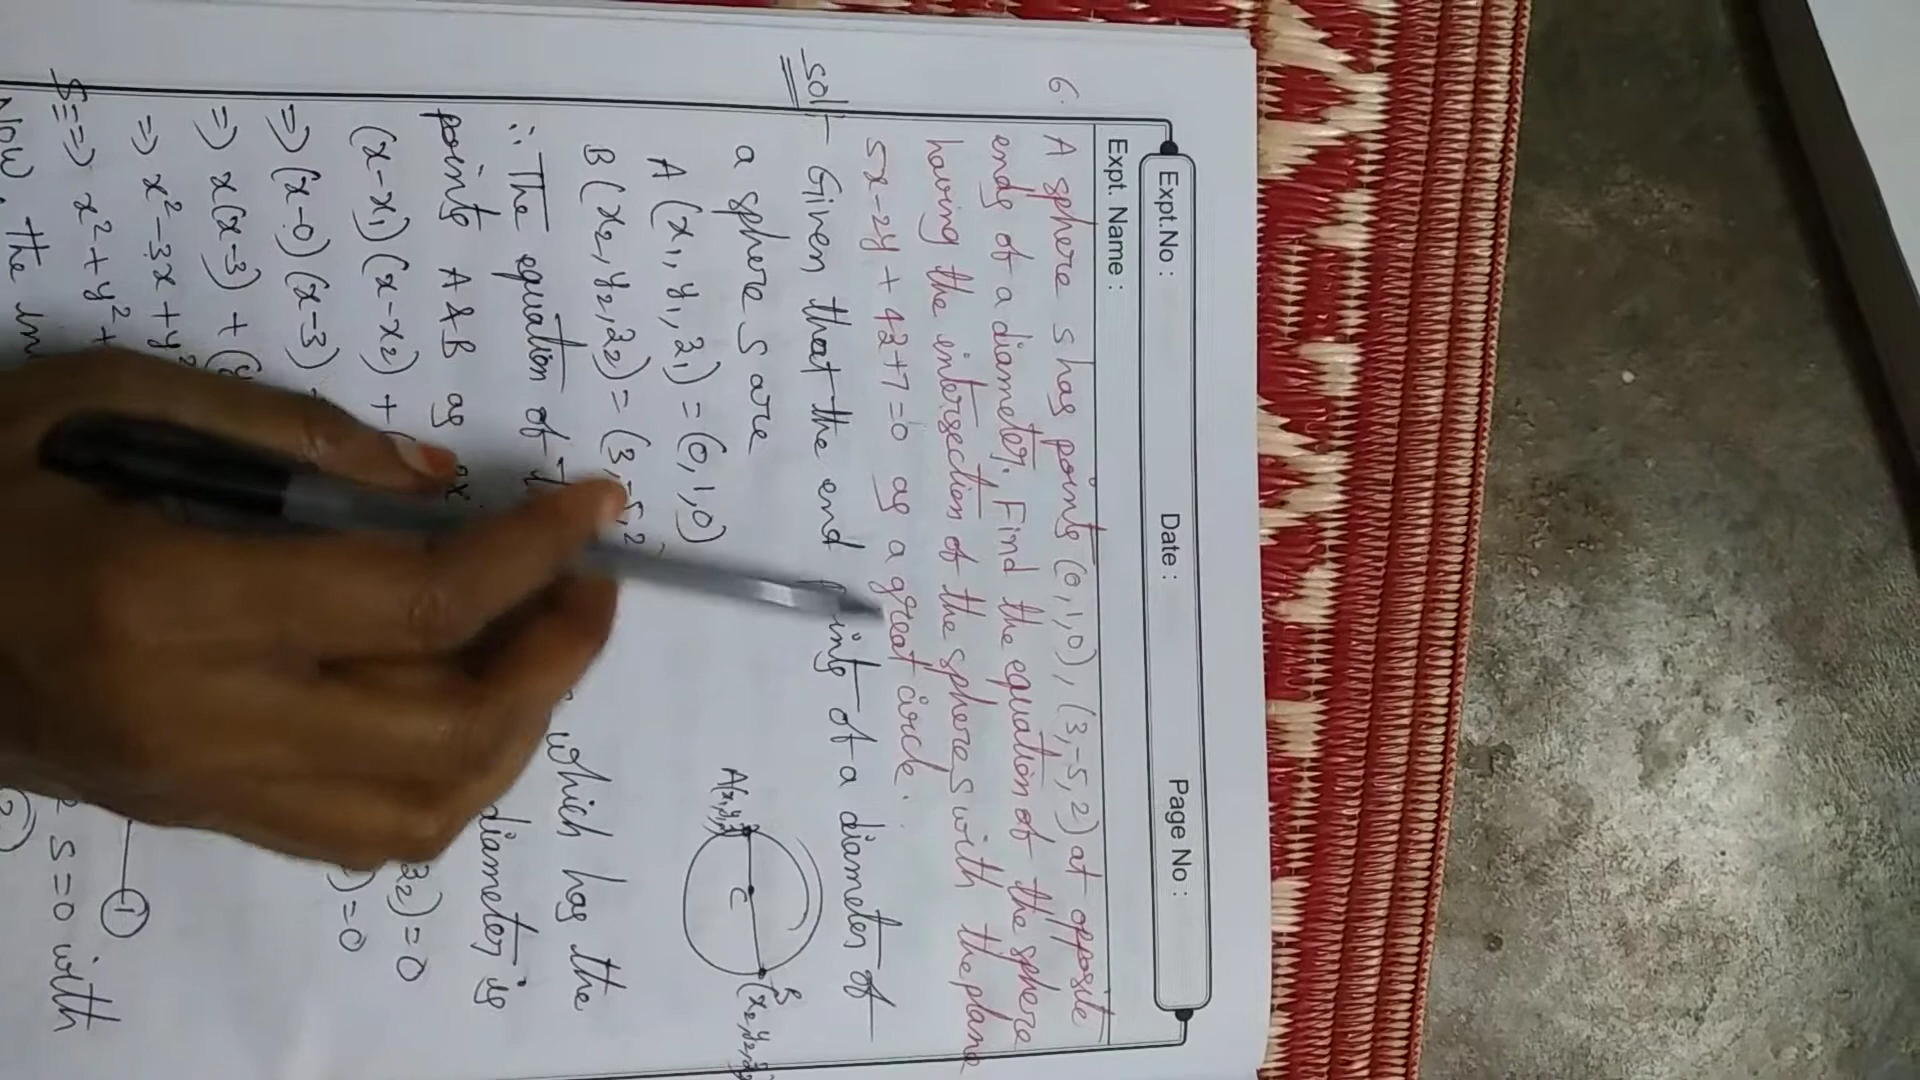 Expt.No : Date : Page No :
Expt. Name :
6. A sphere s has points (0,1,0), (3,-5,2) at opposite
ends of a diameter. Find the equation of the sphere
having the intersection of the sphere s with the plane
5x-2y+4z+7=0 as a great circle.
Sol:- Given that the end points of a diameter of
a sphere S are
A(x₁,y₁,z₁)=(0,1,0)
B(x₂,y₂,z₂)=(3,-5,2
A(x₁,y₁,z₁)
C
B(x₂,y₂,z₂)
∴ The equation of which has the
points A & B as diameter is
(x-x₁)(x-x₂)+ z₂)=0
⇒ (x-0)(x-3) )=0
⇒ x(x-3)+(y
⇒ x²-3x+y²
S≡⇒ x²+y²+ ①
Now, the S=0 with